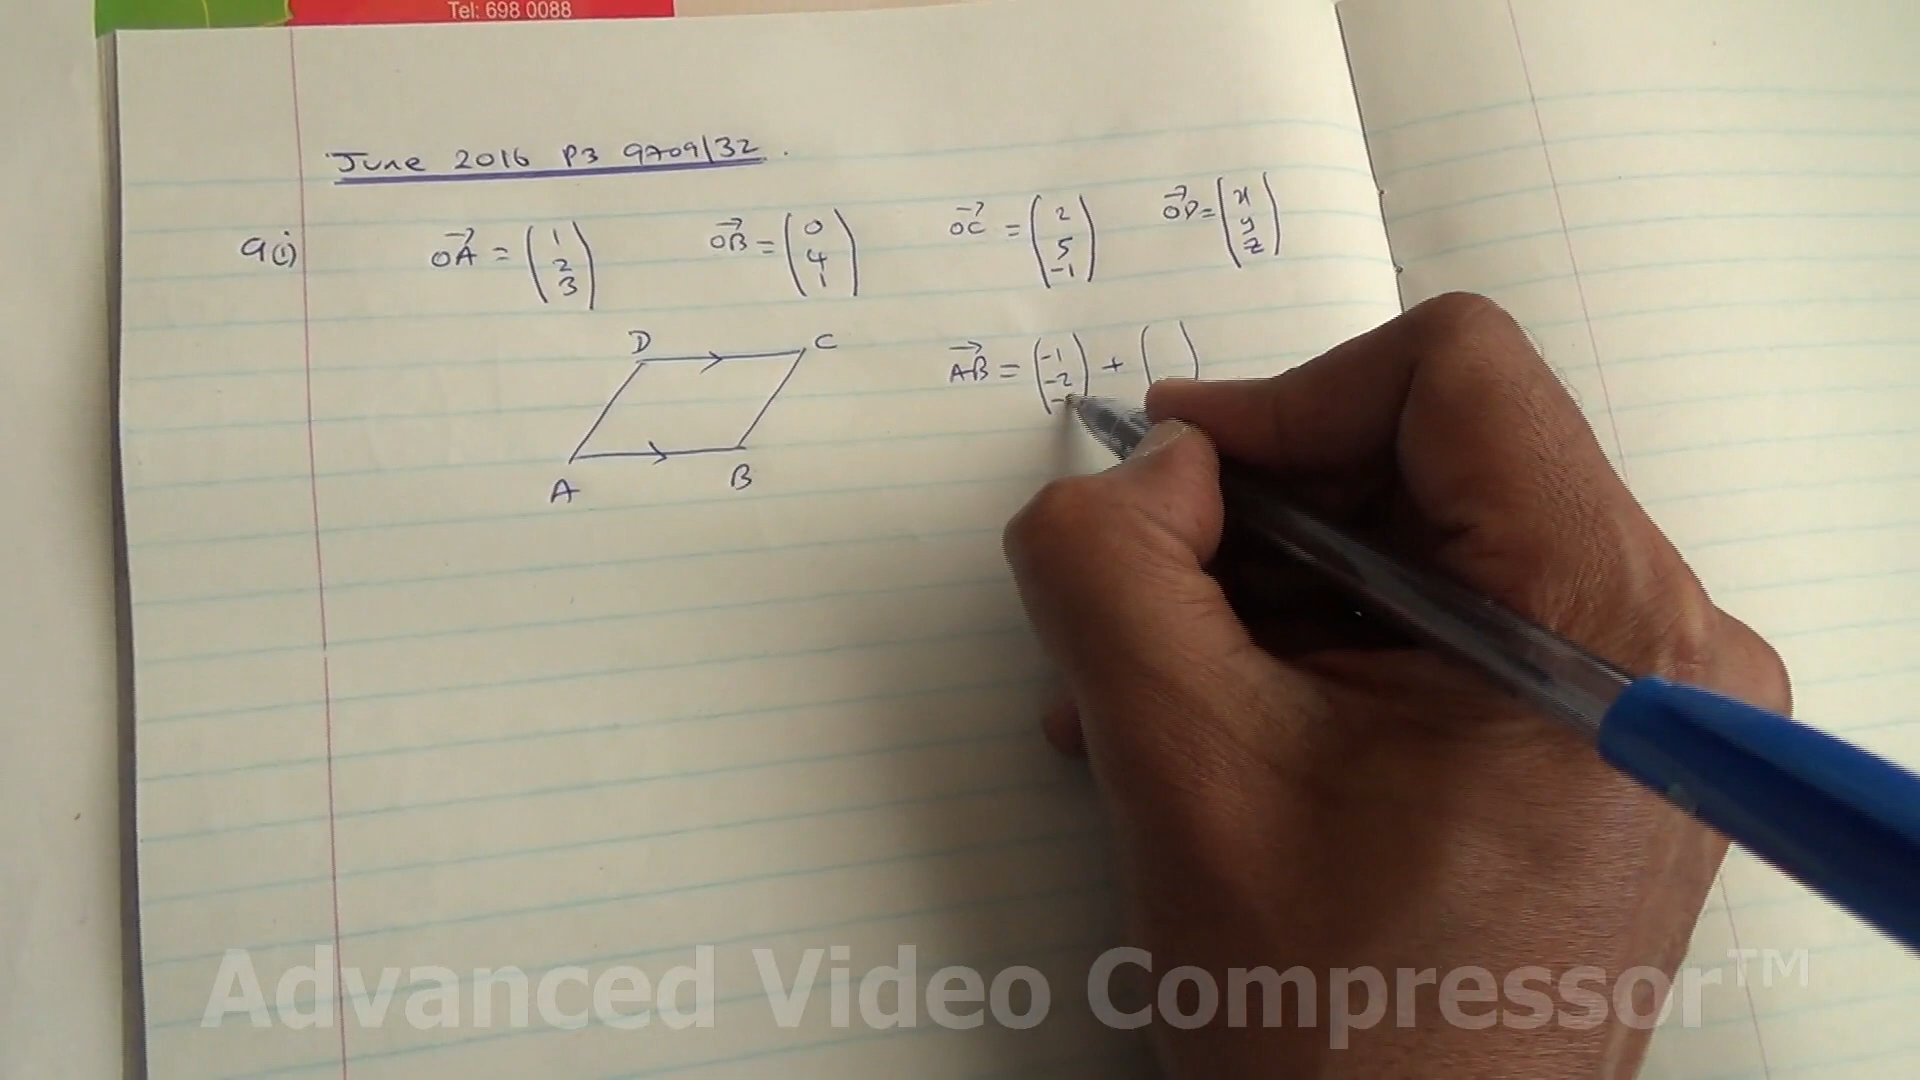 Tel: 698 0088
June 2016 P3 9709/32.
9(i) OA = (1 2 3) OB = (0 4 1) OC = (2 5 -1) OD = (x y z)
D C
AB = (-1 -2 - ) + ( )
A B
Advanced Video Compressor™